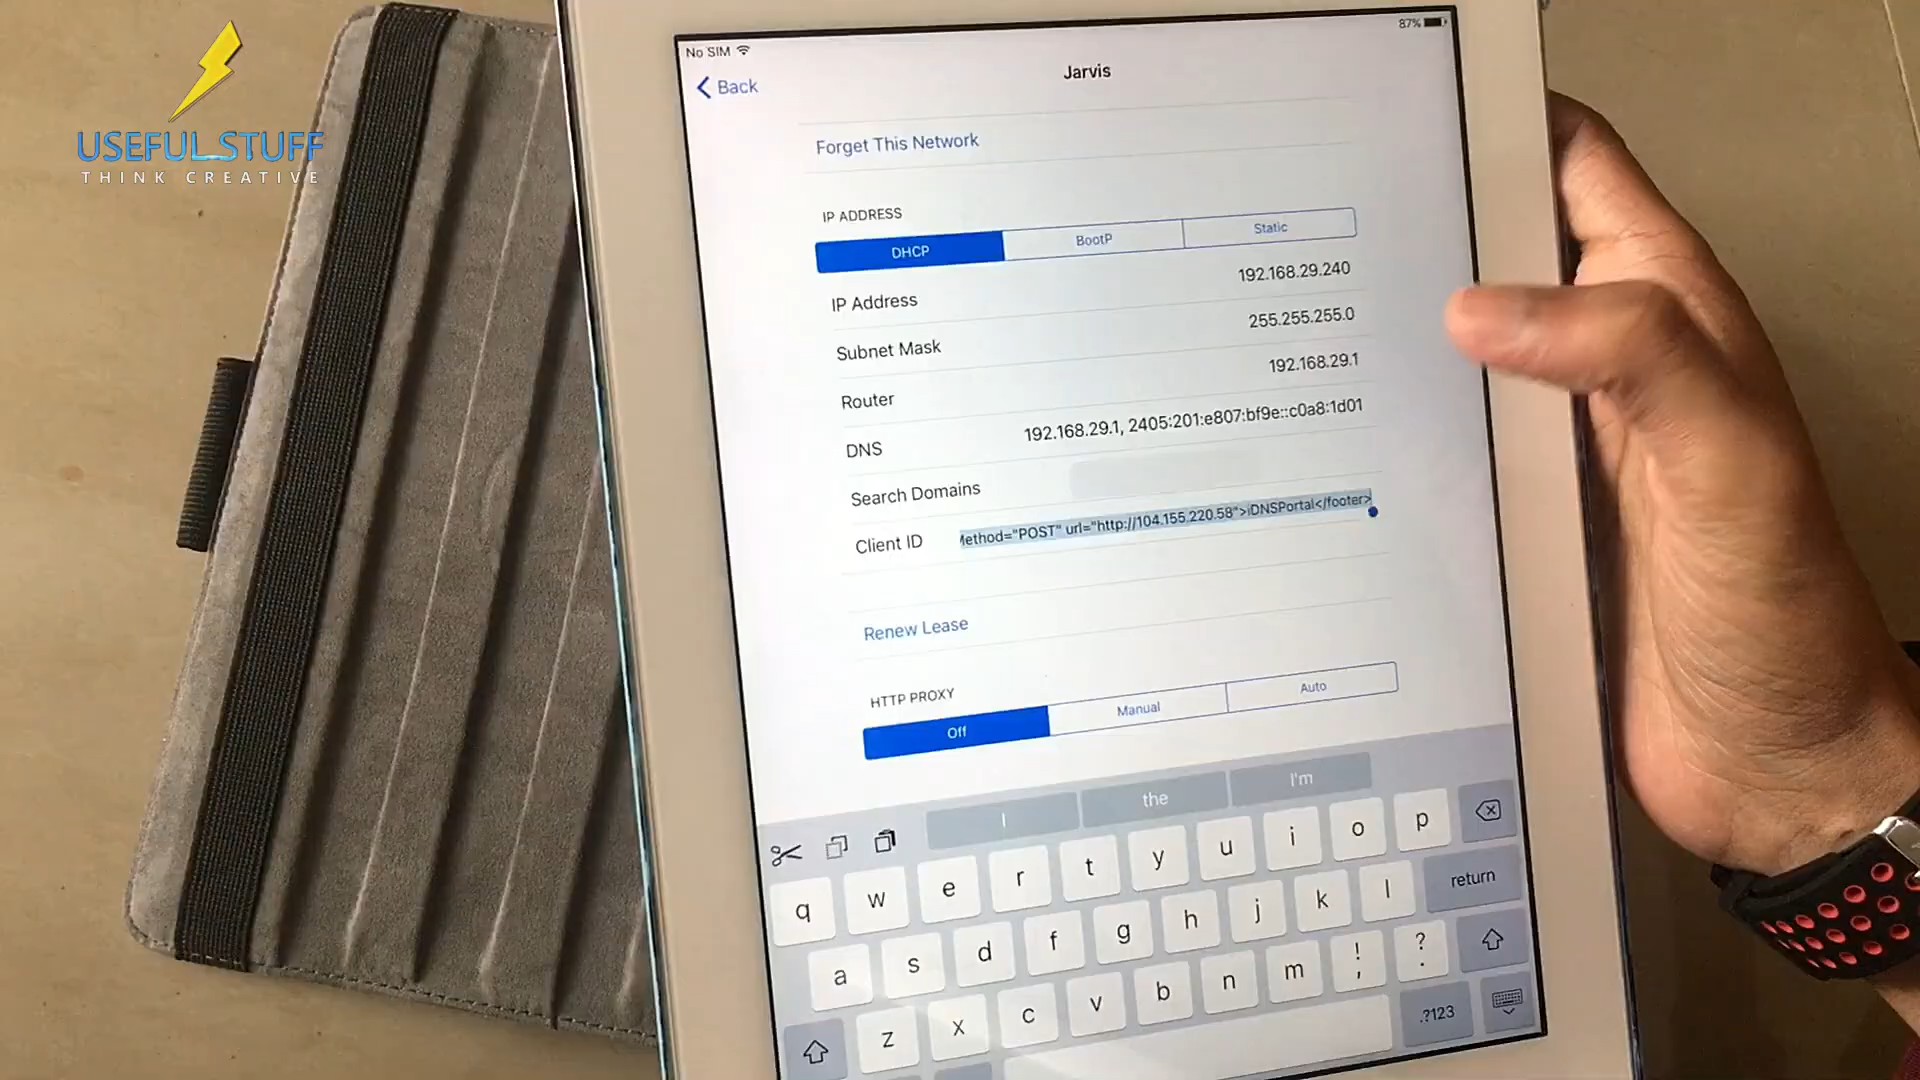 USEFUL_STUFF
THINK CREATIVE
No SIM
87%
Back
Jarvis
Forget This Network
IP ADDRESS
DHCP
BootP
Static
IP Address
192.168.29.240
Subnet Mask
255.255.255.0
Router
192.168.29.1
DNS
192.168.29.1, 2405:201:e807:bf9e::c0a8:1d01
Search Domains
Client ID
ethod="POST" url="http://104.155.220.58">iDNSPortal</footer>
Renew Lease
HTTP PROXY
Off
Manual
Auto
I
the
I'm
q w e r t y u i o p
a s d f g h j k l return
z x c v b n m ! , ? .
.?123